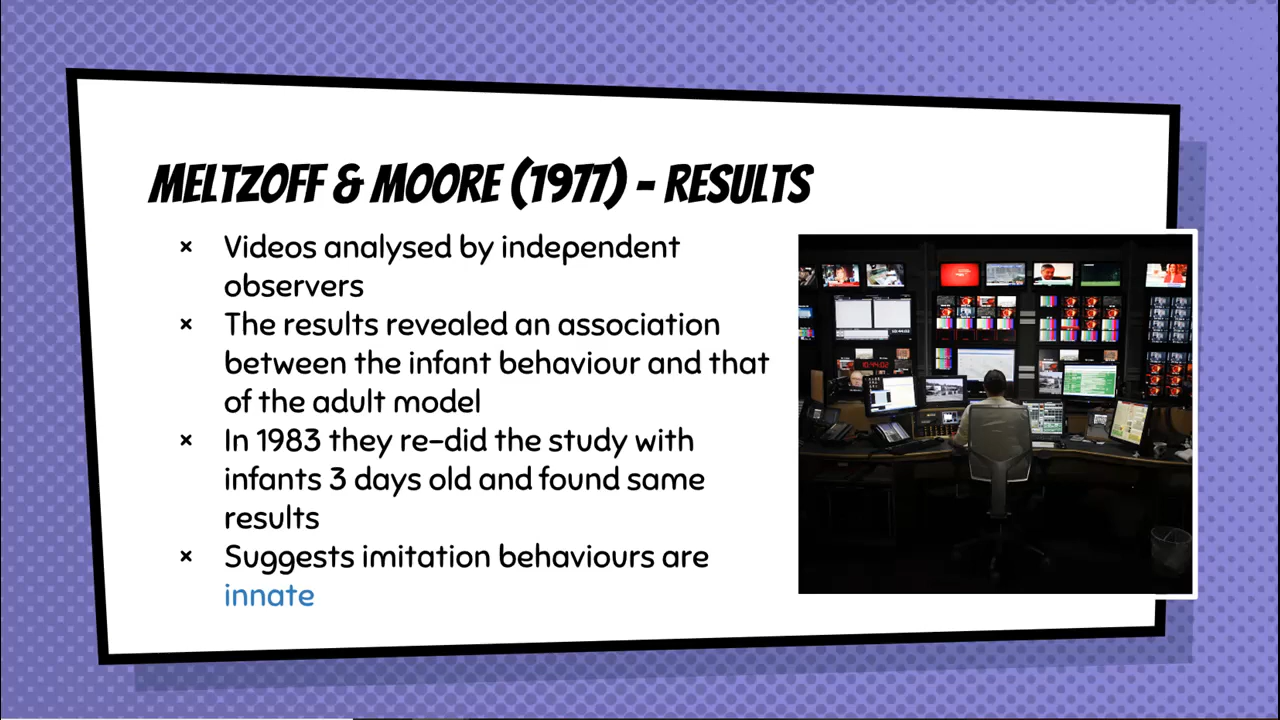 MELTZOFF & MOORE (1977) - RESULTS
× Videos analysed by independent
observers
× The results revealed an association
between the infant behaviour and that
of the adult model
× In 1983 they re-did the study with
infants 3 days old and found same
results
× Suggests imitation behaviours are
innate